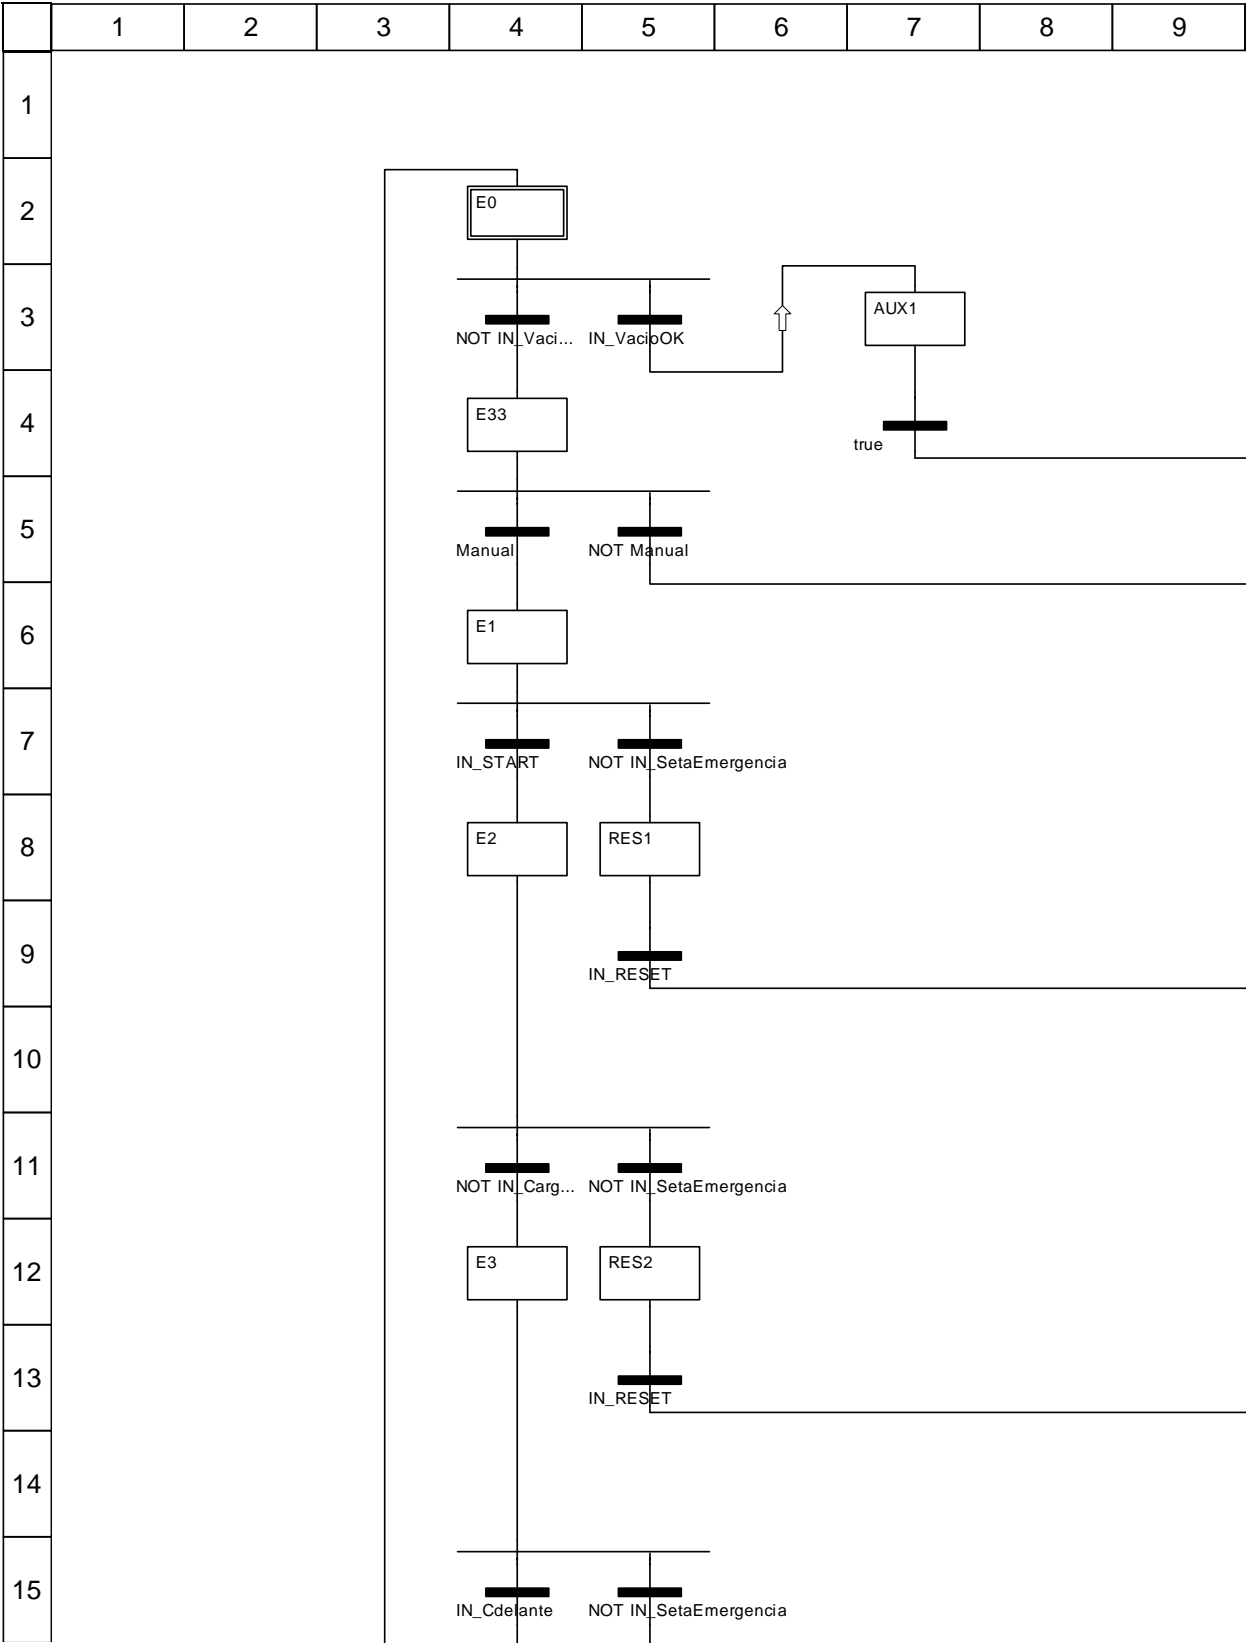 1 2 3 4 5 6 7 8 9
1
2
E0
3
AUX1
NOT IN_Vaci... IN_VacioOK
4
E33
true
5
Manual NOT Manual
6
E1
7
IN_START NOT IN_SetaEmergencia
8
E2 RES1
9
IN_RESET
10
11
NOT IN_Carg... NOT IN_SetaEmergencia
12
E3 RES2
13
IN_RESET
14
15
IN_Cdelante NOT IN_SetaEmergencia